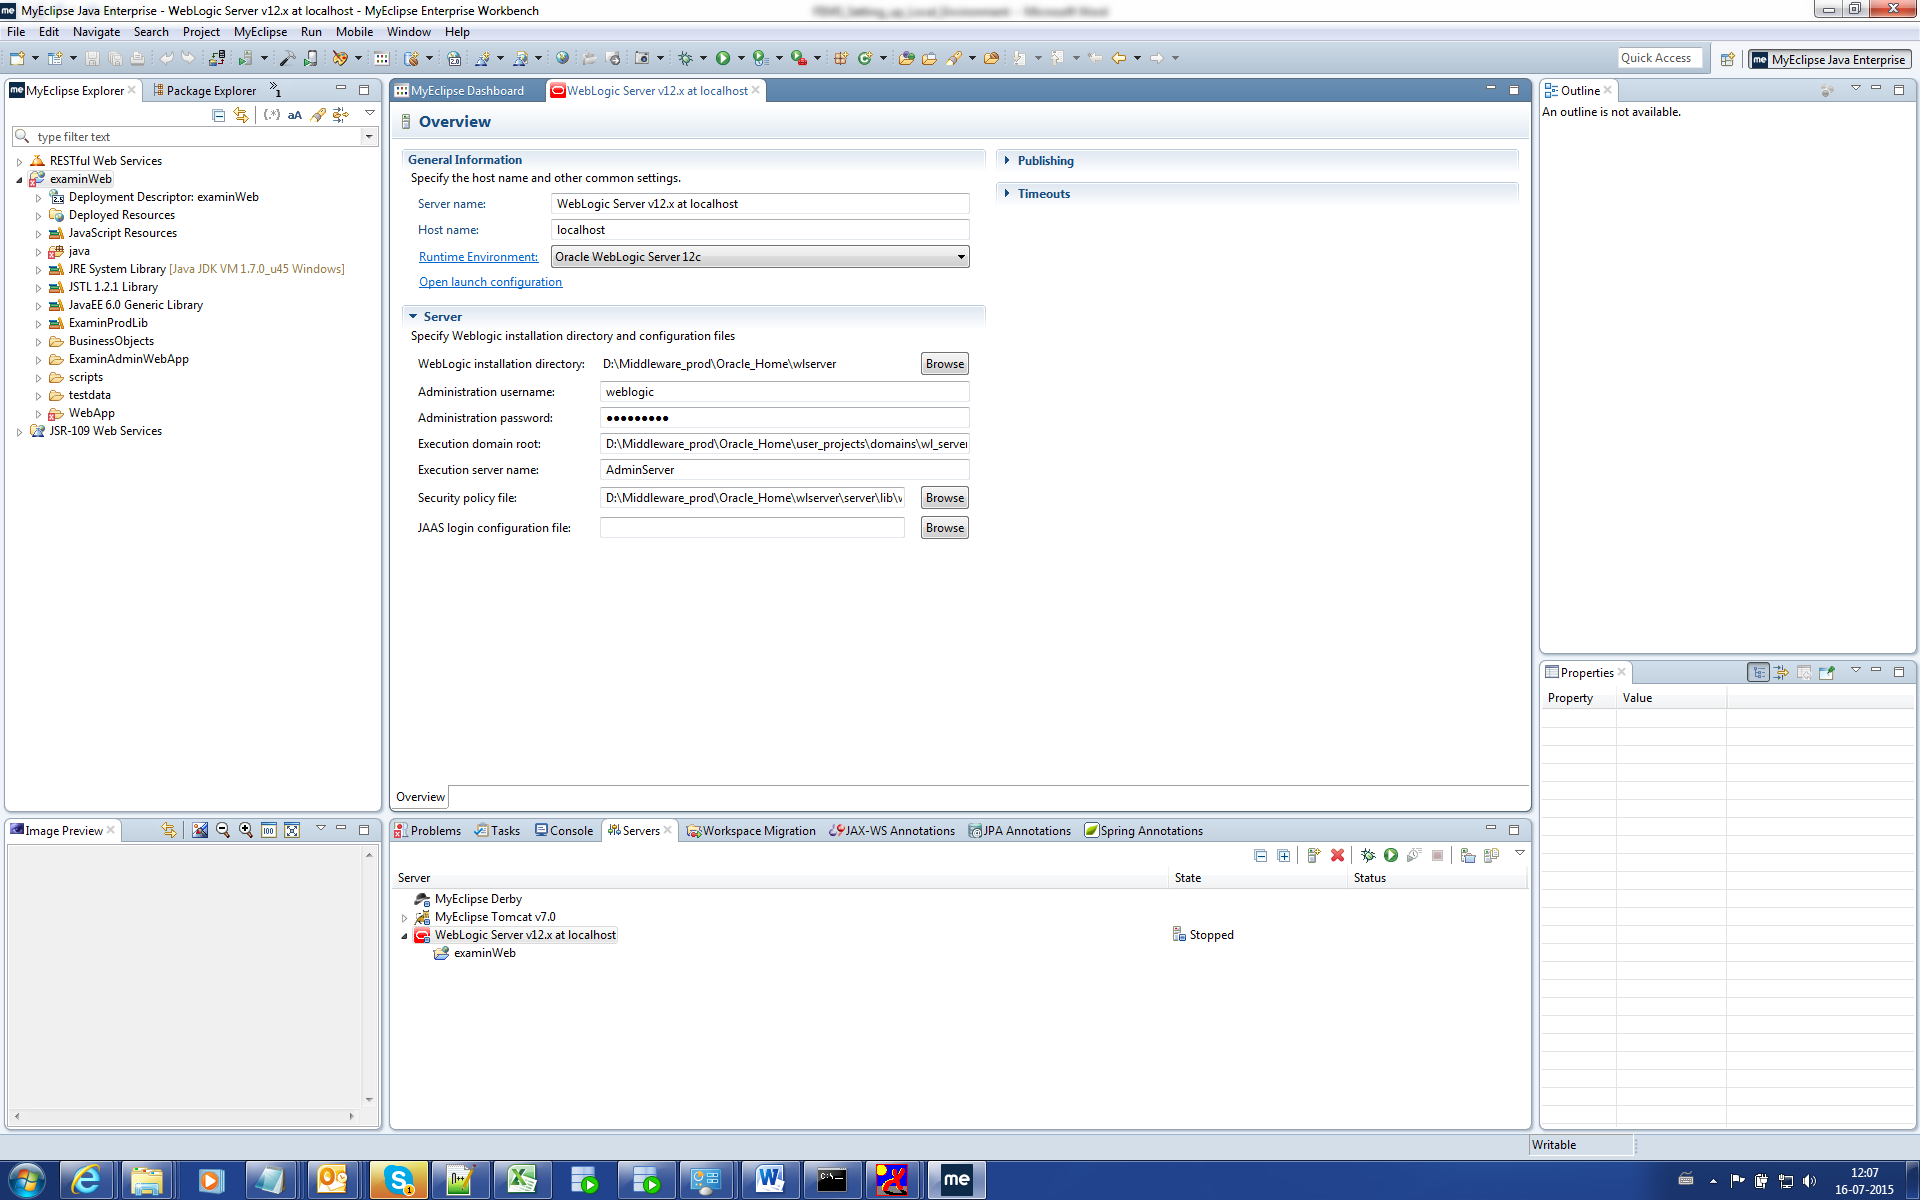 me MyEclipse Java Enterprise - WebLogic Server v12.x at localhost - MyEclipse Enterprise Workbench
File Edit Navigate Search Project MyEclipse Run Mobile Window Help
Quick Access
me MyEclipse Java Enterprise
me MyEclipse Explorer
Package Explorer
1
type filter text
RESTful Web Services
examinWeb
Deployment Descriptor: examinWeb
Deployed Resources
JavaScript Resources
java
JRE System Library [Java JDK VM 1.7.0_u45 Windows]
JSTL 1.2.1 Library
JavaEE 6.0 Generic Library
ExaminProdLib
BusinessObjects
ExaminAdminWebApp
scripts
testdata
WebApp
JSR-109 Web Services
MyEclipse Dashboard
WebLogic Server v12.x at localhost
Overview
General Information
Specify the host name and other common settings.
Server name: WebLogic Server v12.x at localhost
Host name: localhost
Runtime Environment: Oracle WebLogic Server 12c
Open launch configuration
Publishing
Timeouts
Server
Specify Weblogic installation directory and configuration files
WebLogic installation directory: D:\Middleware_prod\Oracle_Home\wlserver Browse
Administration username: weblogic
Administration password: ●●●●●●●●●
Execution domain root: D:\Middleware_prod\Oracle_Home\user_projects\domains\wl_server
Execution server name: AdminServer
Security policy file: D:\Middleware_prod\Oracle_Home\wlserver\server\lib\ Browse
JAAS login configuration file: Browse
Overview
Outline
An outline is not available.
Properties
Property Value
Image Preview
Problems Tasks Console Servers Workspace Migration JAX-WS Annotations JPA Annotations Spring Annotations
Server State Status
MyEclipse Derby
MyEclipse Tomcat v7.0
WebLogic Server v12.x at localhost Stopped
examinWeb
Writable
me
12:07
16-07-2015